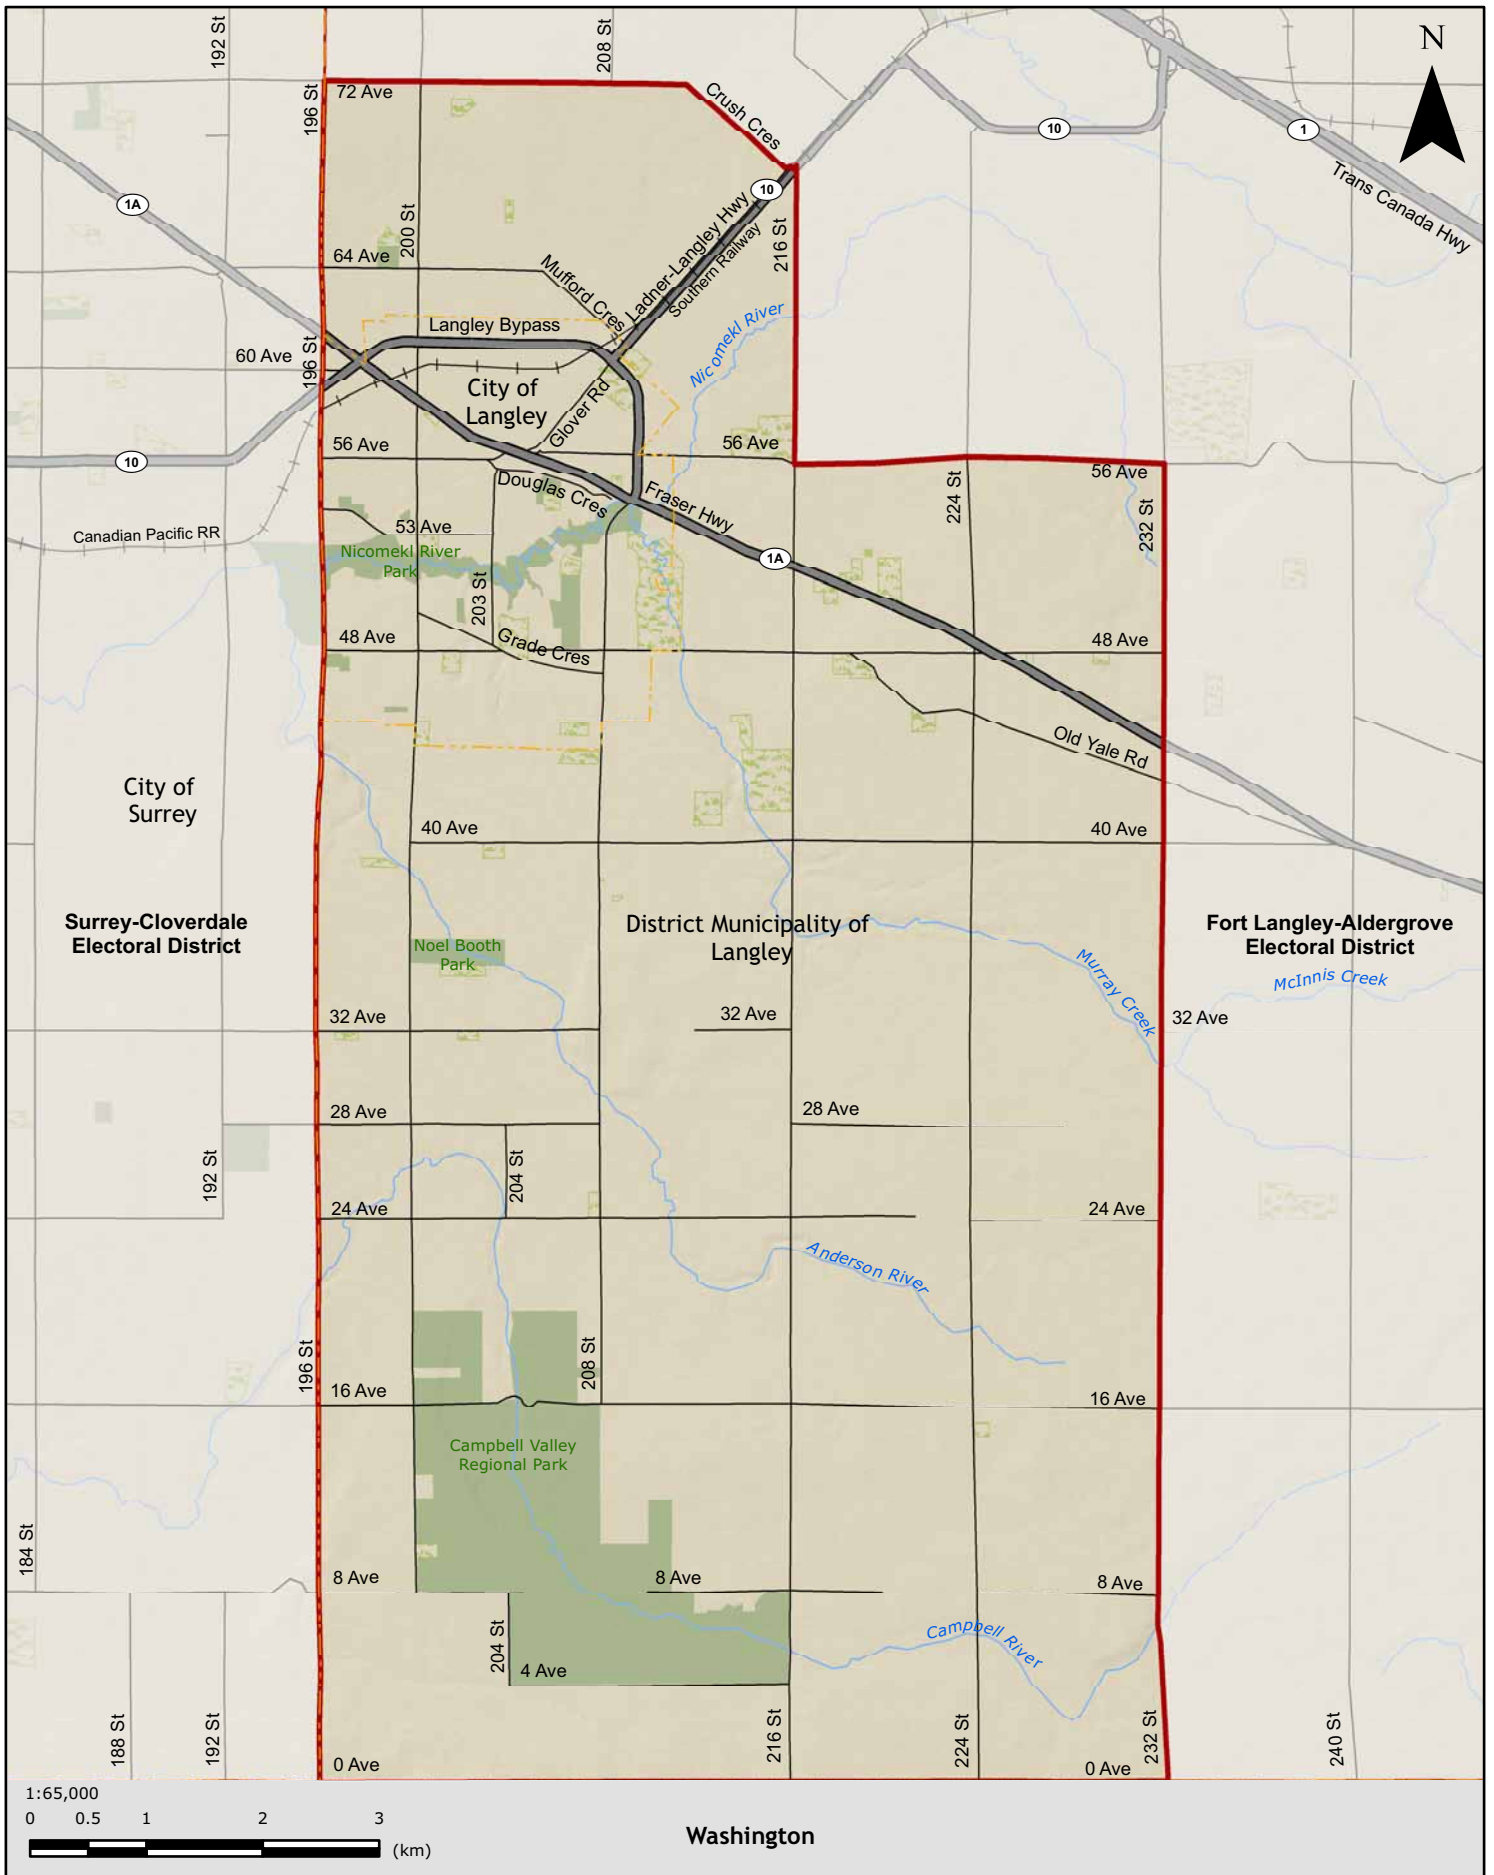 192 St
208 St
N
72 Ave
196 St
Crush Cres
10
1
Trans Canada Hwy
1A
10
200 St
216 St
Ladner-Langley Hwy
Southern Railway
64 Ave
Mufford Cres
Nicomekl River
Langley Bypass
60 Ave
196 St
City of
Langley
Glover Rd
56 Ave
56 Ave
56 Ave
10
Douglas Cres
Fraser Hwy
224 St
232 St
53 Ave
Canadian Pacific RR
Nicomekl River
Park
1A
203 St
48 Ave
Grade Cres
48 Ave
Old Yale Rd
City of
Surrey
40 Ave
40 Ave
Surrey-Cloverdale
Electoral District
District Municipality of
Langley
Fort Langley-Aldergrove
Electoral District
Noel Booth
Park
Murray Creek
McInnis Creek
32 Ave
32 Ave
32 Ave
28 Ave
28 Ave
192 St
204 St
24 Ave
24 Ave
Anderson River
196 St
208 St
16 Ave
16 Ave
Campbell Valley
Regional Park
184 St
8 Ave
8 Ave
8 Ave
204 St
Campbell River
4 Ave
188 St
192 St
216 St
224 St
232 St
240 St
0 Ave
0 Ave
1:65,000
0 0.5 1 2 3
(km)
Washington